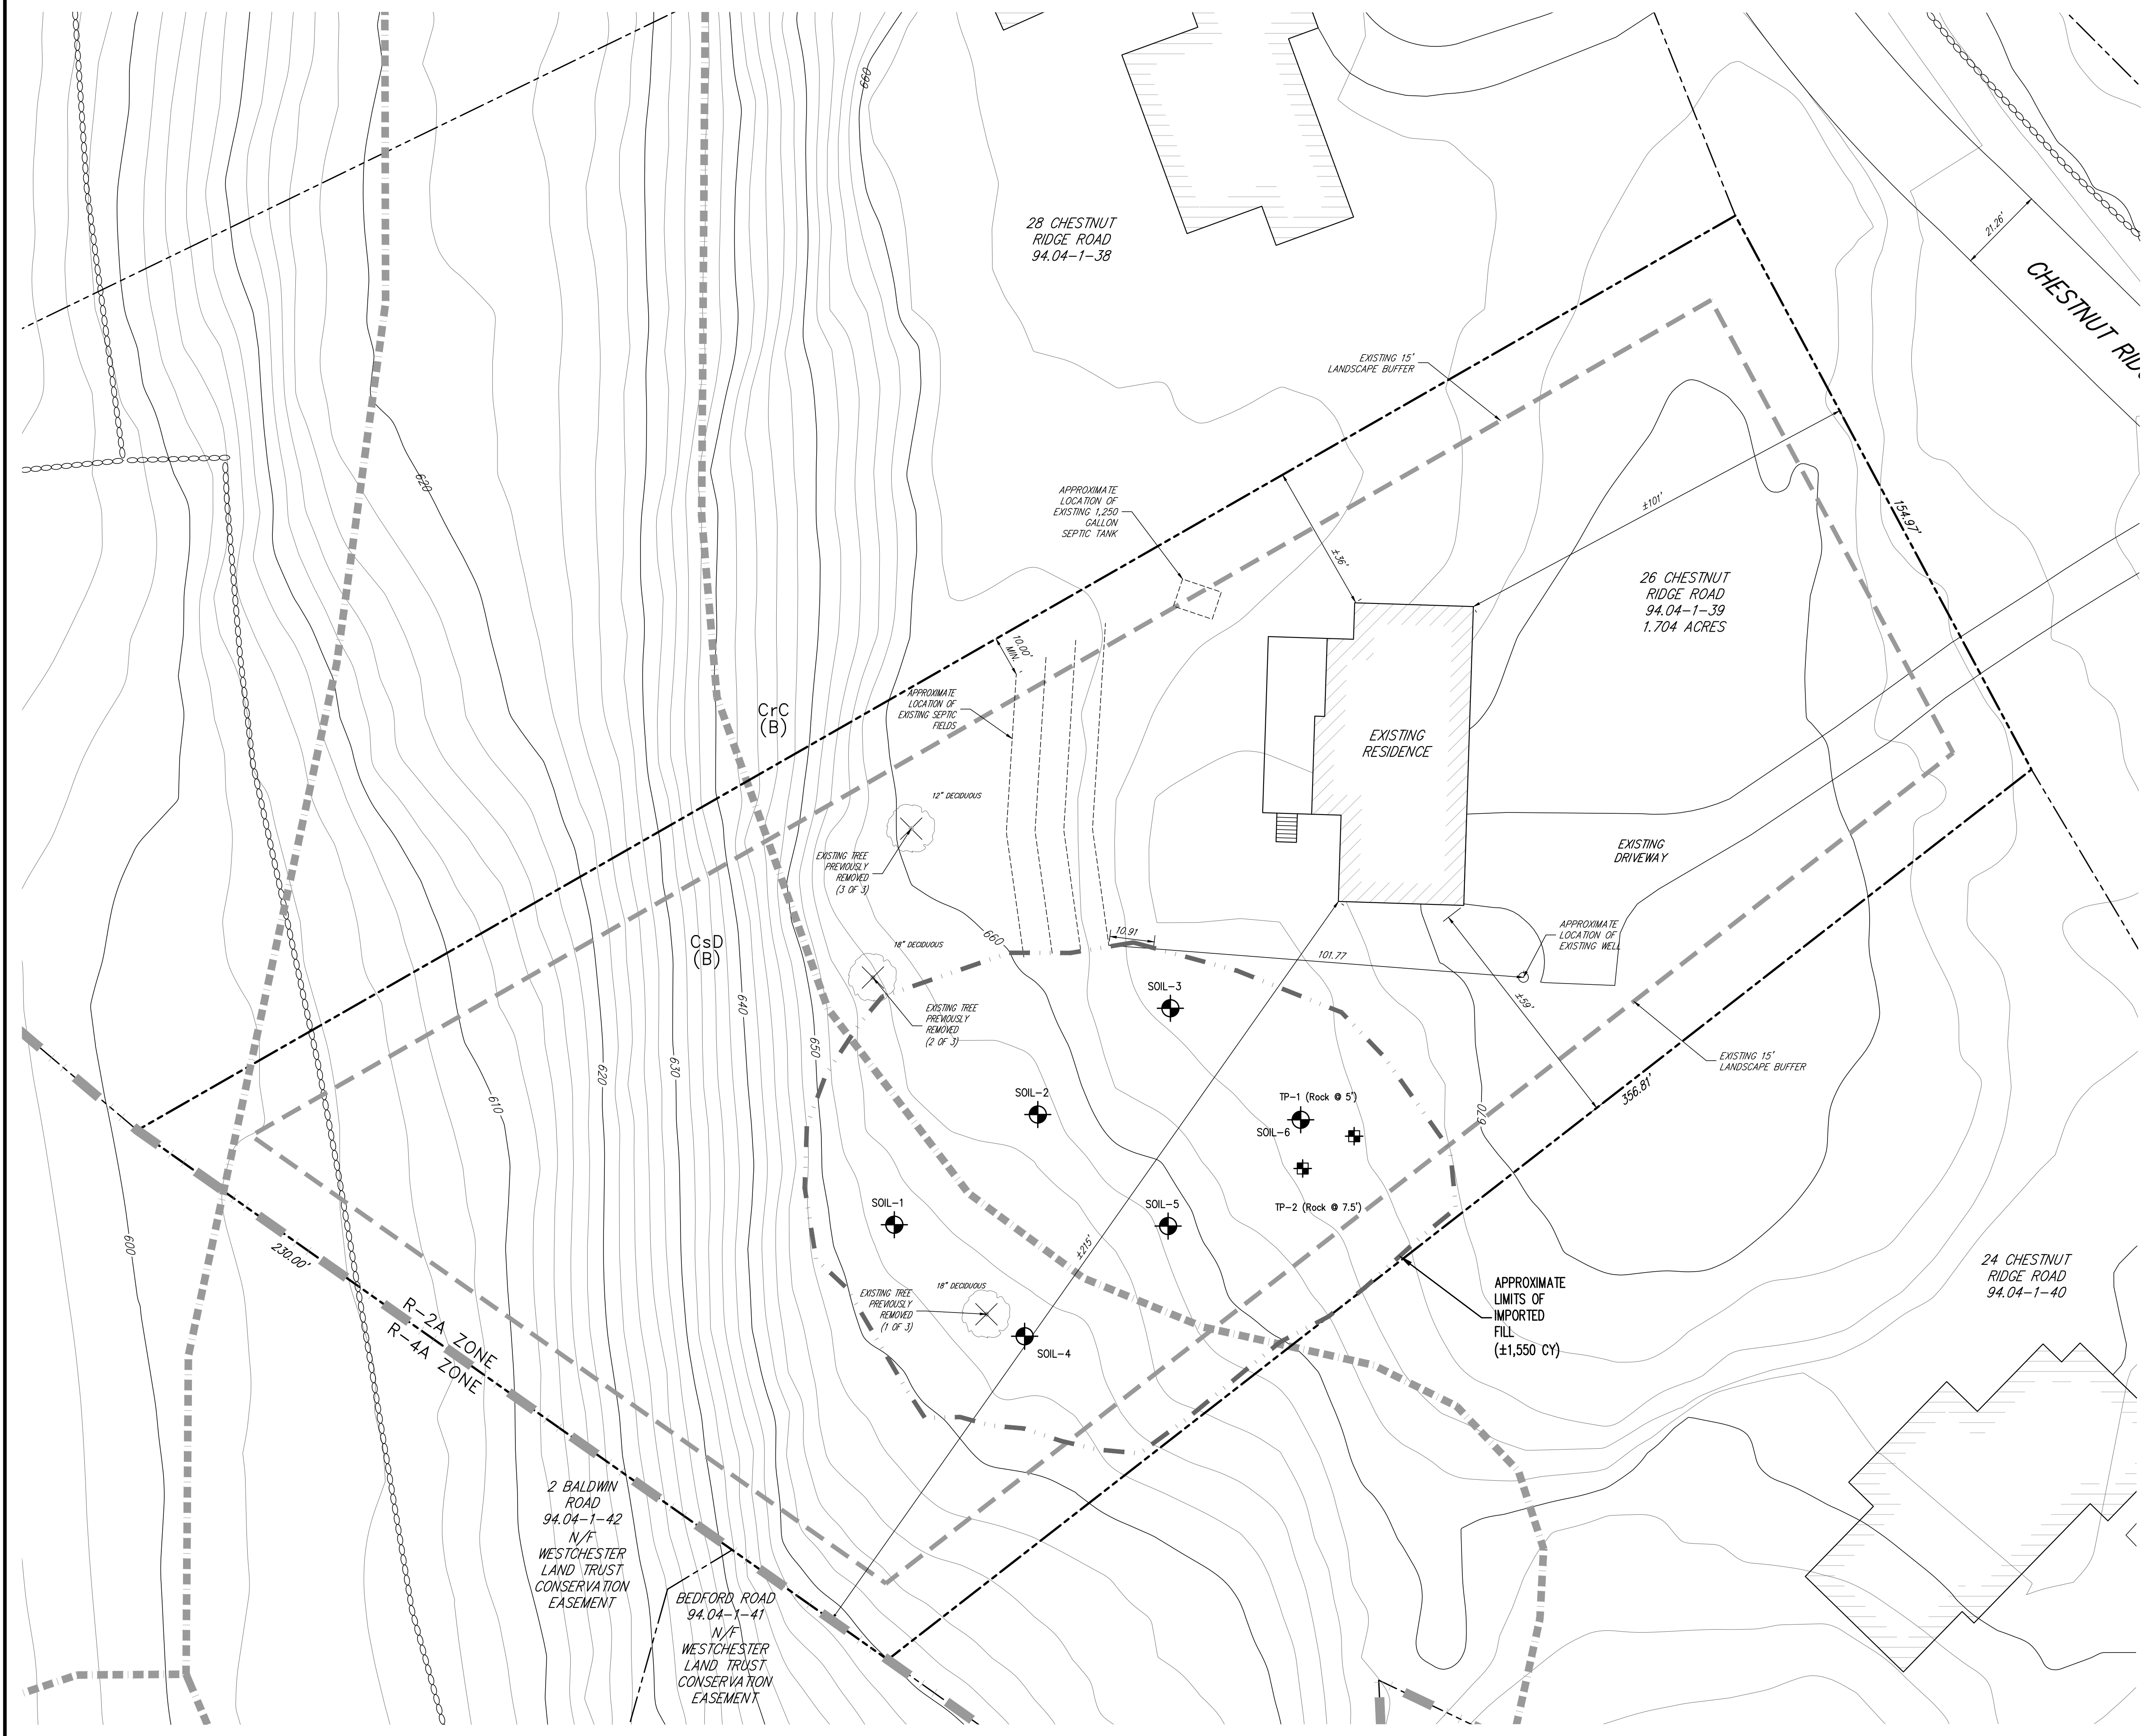 660
28 CHESTNUT
RIDGE ROAD
94.04-1-38
21.26'
CHESTNUT
EXISTING 15'
LANDSCAPE BUFFER
620
APPROXIMATE
LOCATION OF
EXISTING 1,250
GALLON
SEPTIC TANK
±101'
154.97'
±36'
26 CHESTNUT
RIDGE ROAD
94.04-1-39
1.704 ACRES
10.00'
MIN.
APPROXIMATE
LOCATION OF
EXISTING SEPTIC
FIELDS
CrC
(B)
EXISTING
RESIDENCE
12" DECIDUOUS
EXISTING TREE
PREVIOUSLY
REMOVED
(3 OF 3)
EXISTING
DRIVEWAY
CsD
(B)
18" DECIDUOUS
660
10.91
101.77
APPROXIMATE
LOCATION OF
EXISTING WELL
SOIL-3
±59'
640
EXISTING TREE
PREVIOUSLY
REMOVED
(2 OF 3)
650
620
630
610
EXISTING 15'
LANDSCAPE BUFFER
356.81'
SOIL-2
TP-1 (Rock @ 5')
SOIL-6
670
SOIL-1
SOIL-5
TP-2 (Rock @ 7.5')
600
230.00'
±215'
24 CHESTNUT
RIDGE ROAD
94.04-1-40
18" DECIDUOUS
EXISTING TREE
PREVIOUSLY
REMOVED
(1 OF 3)
SOIL-4
APPROXIMATE
LIMITS OF
IMPORTED
FILL
(±1,550 CY)
R-2A ZONE
R-4A ZONE
2 BALDWIN
ROAD
94.04-1-42
N/F
WESTCHESTER
LAND TRUST
CONSERVATION
EASEMENT
BEDFORD ROAD
94.04-1-41
N/F
WESTCHESTER
LAND TRUST
CONSERVATION
EASEMENT